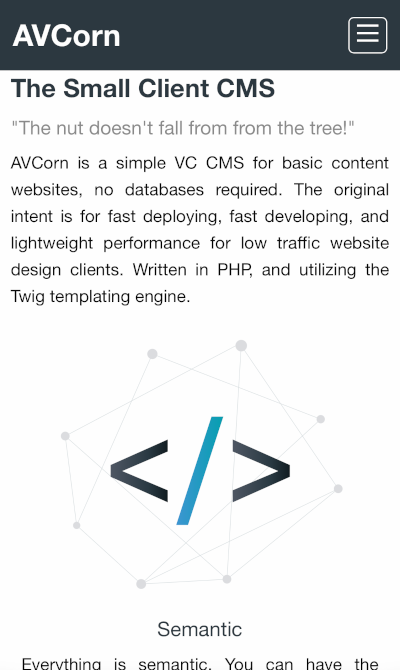 AVCorn
The Small Client CMS
"The nut doesn't fall from from the tree!"
AVCorn is a simple VC CMS for basic content
websites, no databases required. The original
intent is for fast deploying, fast developing, and
lightweight performance for low traffic website
design clients. Written in PHP, and utilizing the
Twig templating engine.
</>
Semantic
Everything is semantic. You can have the